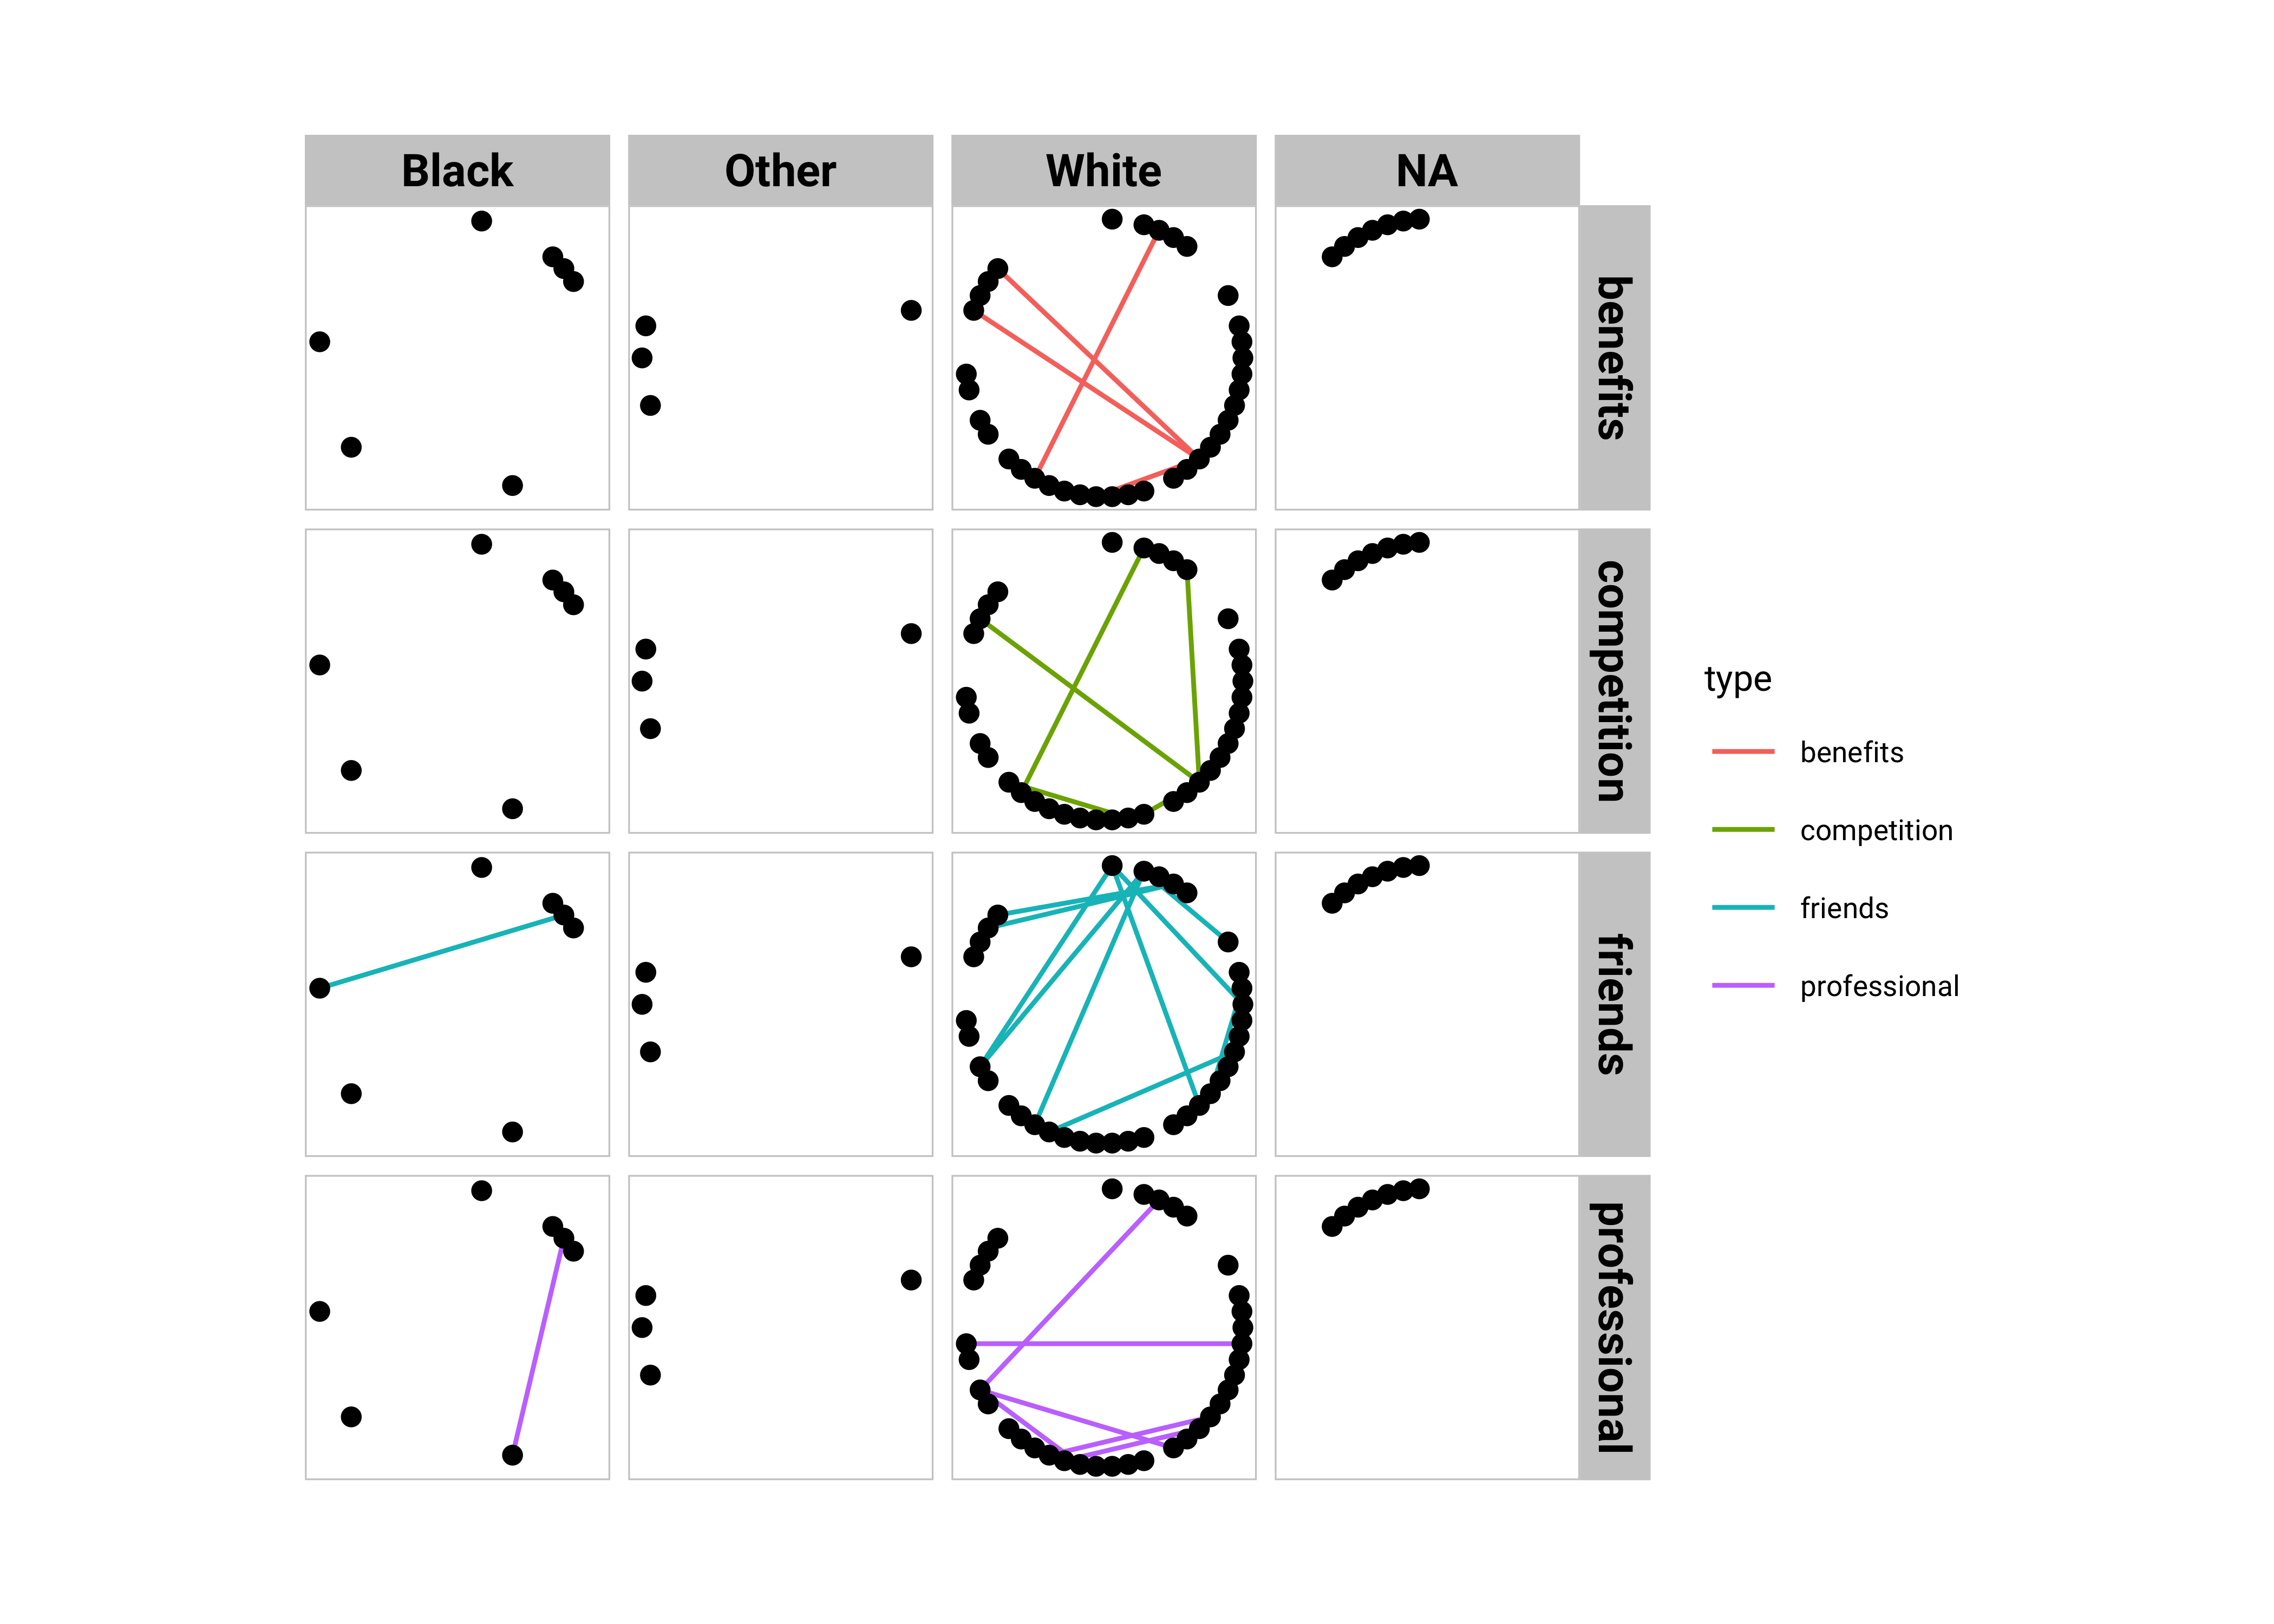 Black Other White NA
benefits
competition
friends
professional
type
benefits
competition
friends
professional